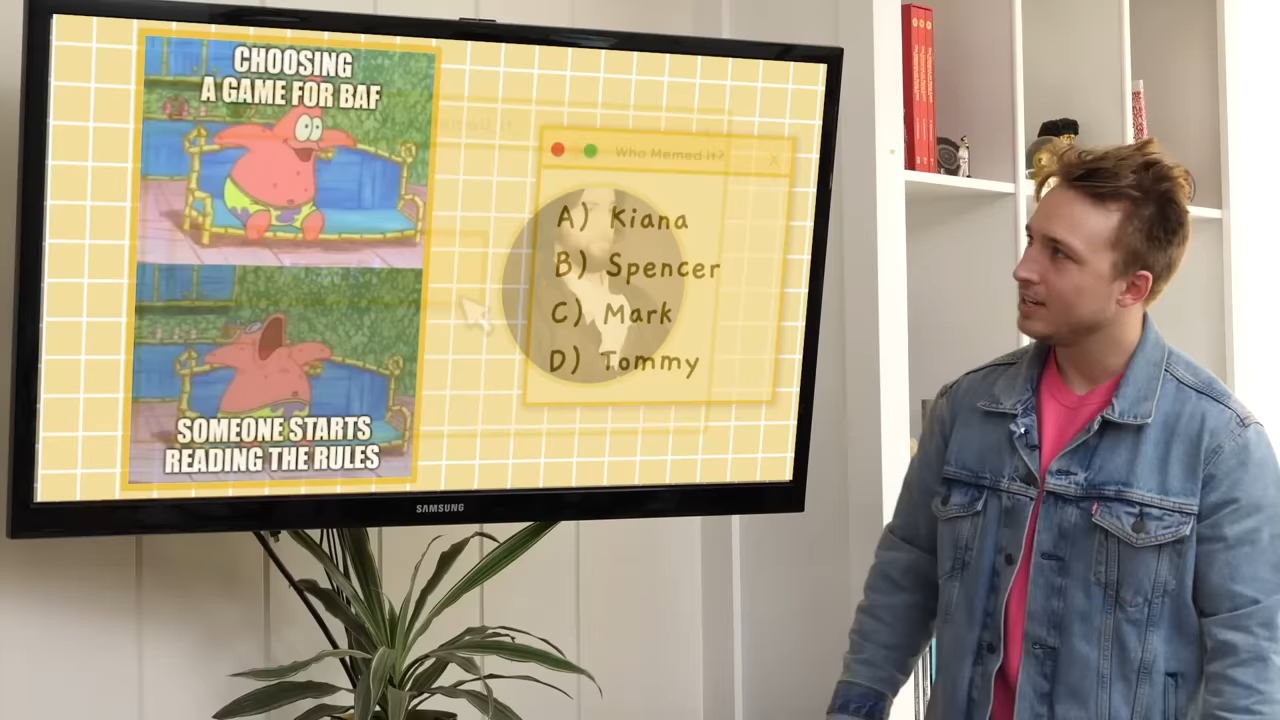 CHOOSING
A GAME FOR BAF
SOMEONE STARTS
READING THE RULES
Who Memed It?
X
A) Kiana
B) Spencer
C) Mark
D) Tommy
SAMSUNG